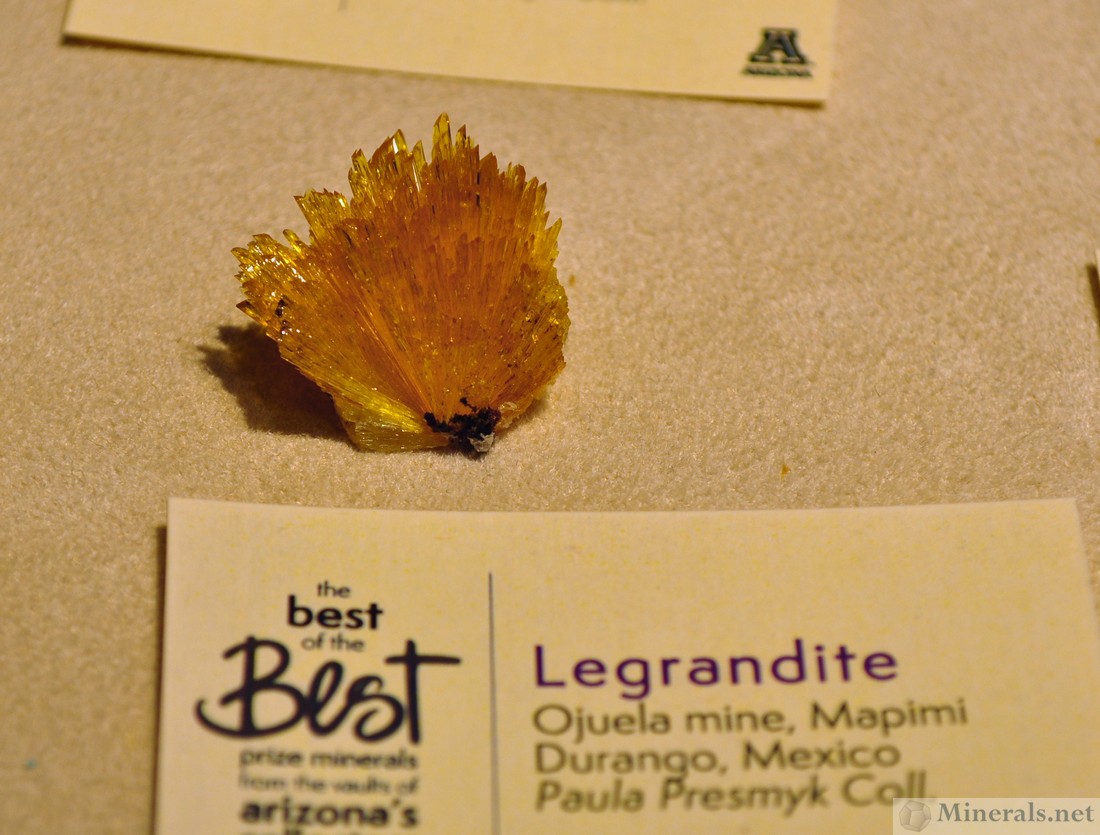 the
best
of the
Best
prize minerals
from the vaults of
arizona's
Legrandite
Ojuela mine, Mapimi
Durango, Mexico
Paula Presmyk Coll.
Minerals.net